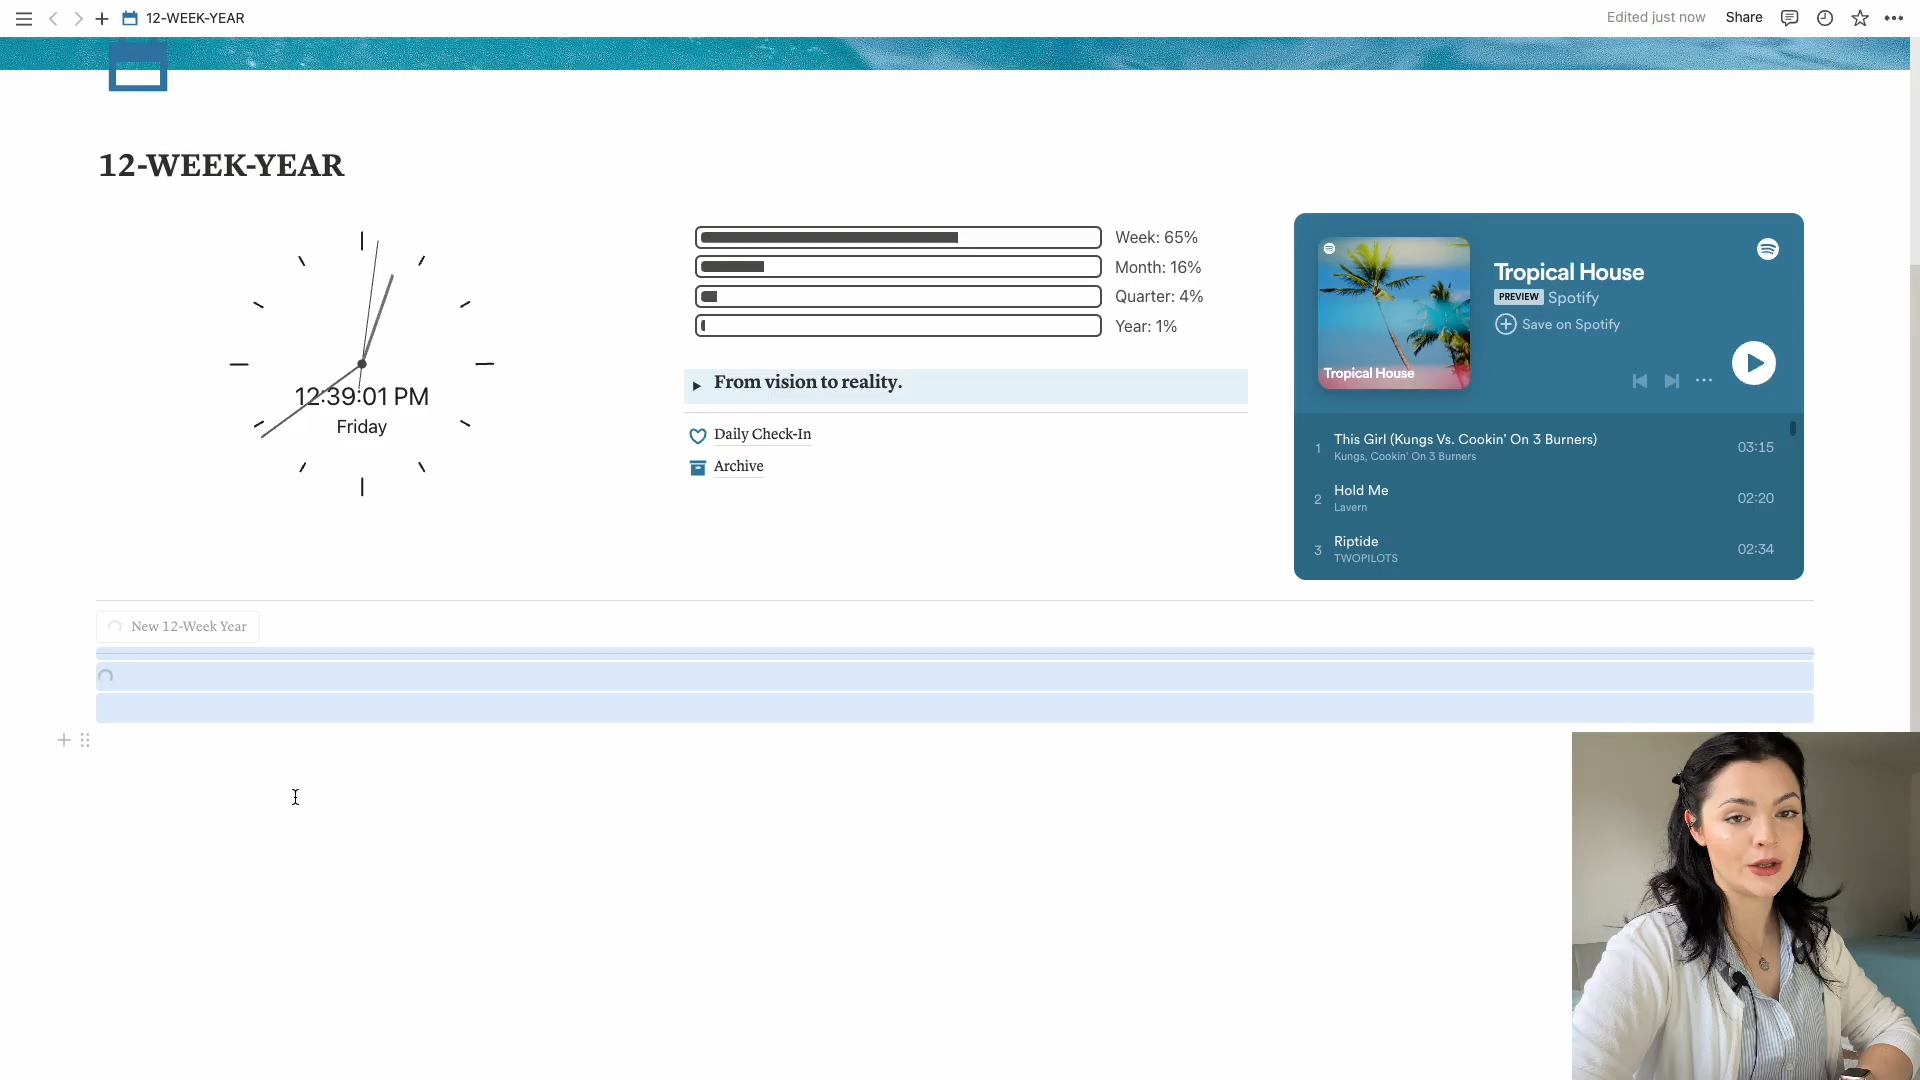 12-WEEK-YEAR
Edited just now
Share
12-WEEK-YEAR
12:39:01 PM
Friday
Week: 65%
Month: 16%
Quarter: 4%
Year: 1%
From vision to reality.
Daily Check-In
Archive
Tropical House
Tropical House
PREVIEW Spotify
Save on Spotify
1 This Girl (Kungs Vs. Cookin' On 3 Burners) 03:15
Kungs, Cookin' On 3 Burners
2 Hold Me 02:20
Lavern
3 Riptide 02:34
TWOPILOTS
New 12-Week Year